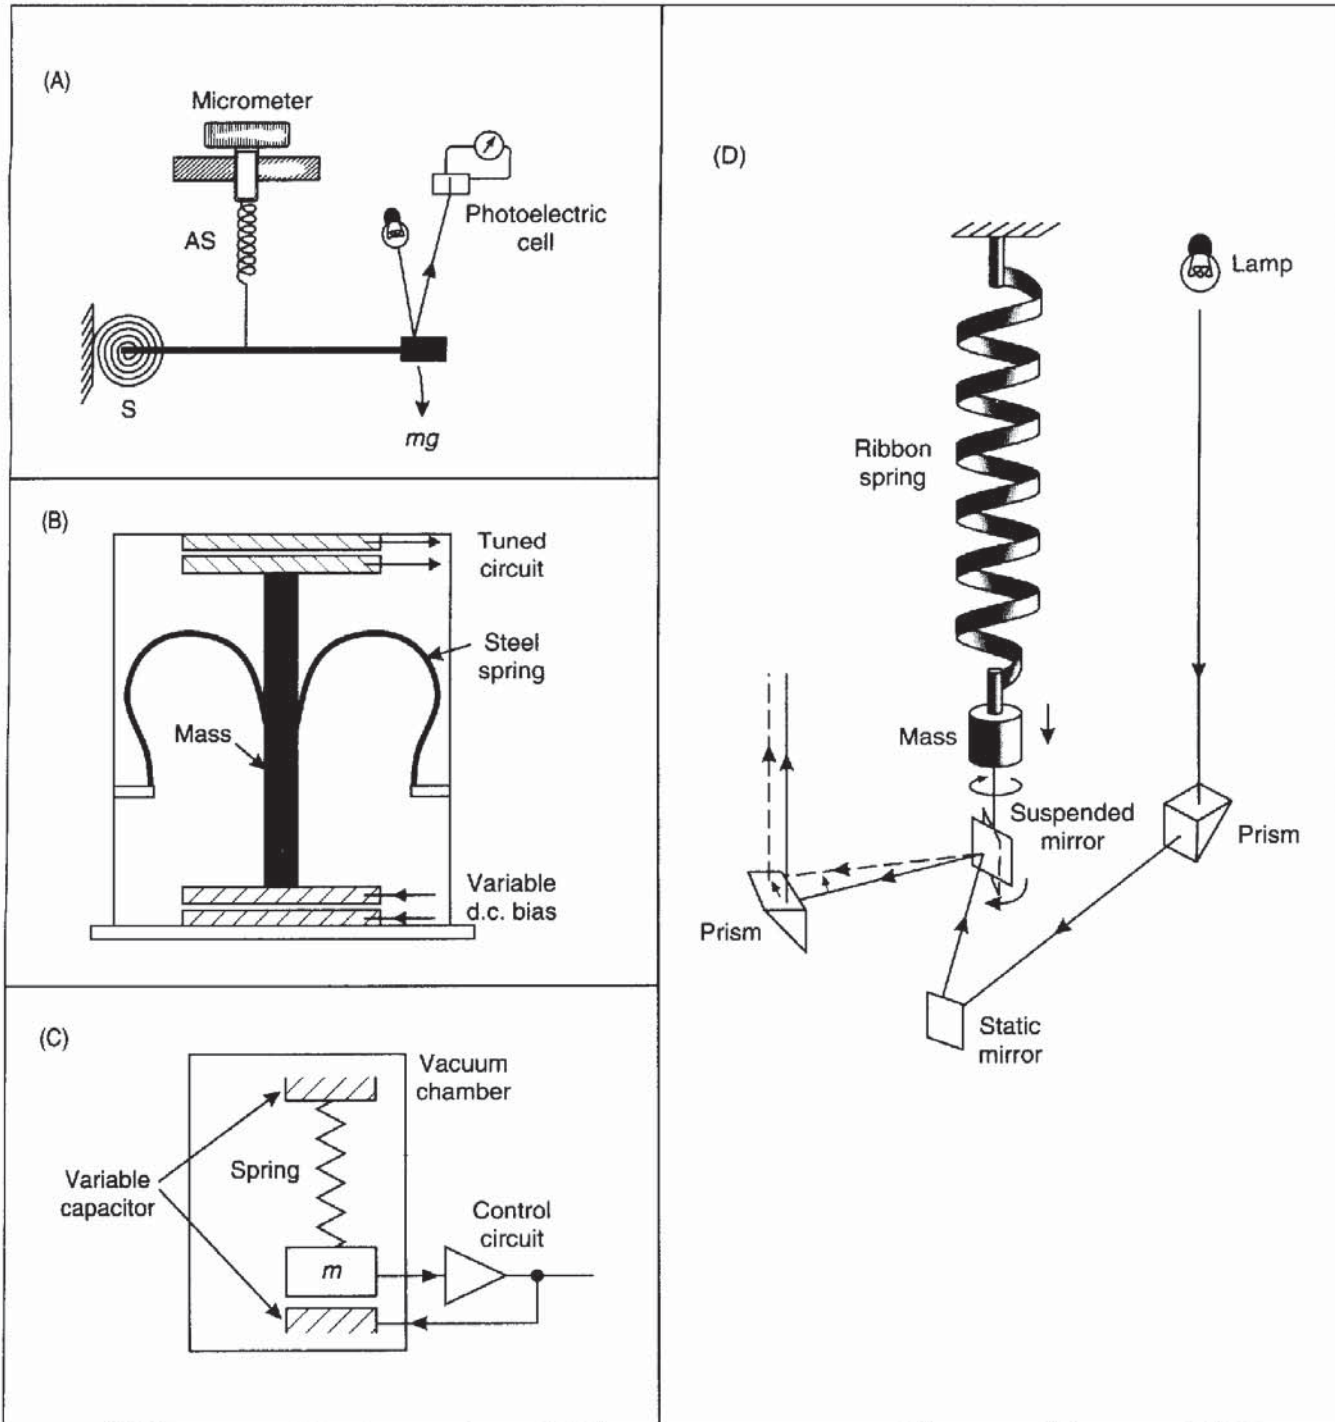 (A)
Micrometer
AS
Photoelectric
cell
S
mg
(B)
Tuned
circuit
Steel
spring
Mass
Variable
d.c. bias
(C)
Vacuum
chamber
Spring
Variable
capacitor
Control
circuit
m
(D)
Lamp
Ribbon
spring
Mass
Suspended
mirror
Prism
Prism
Static
mirror